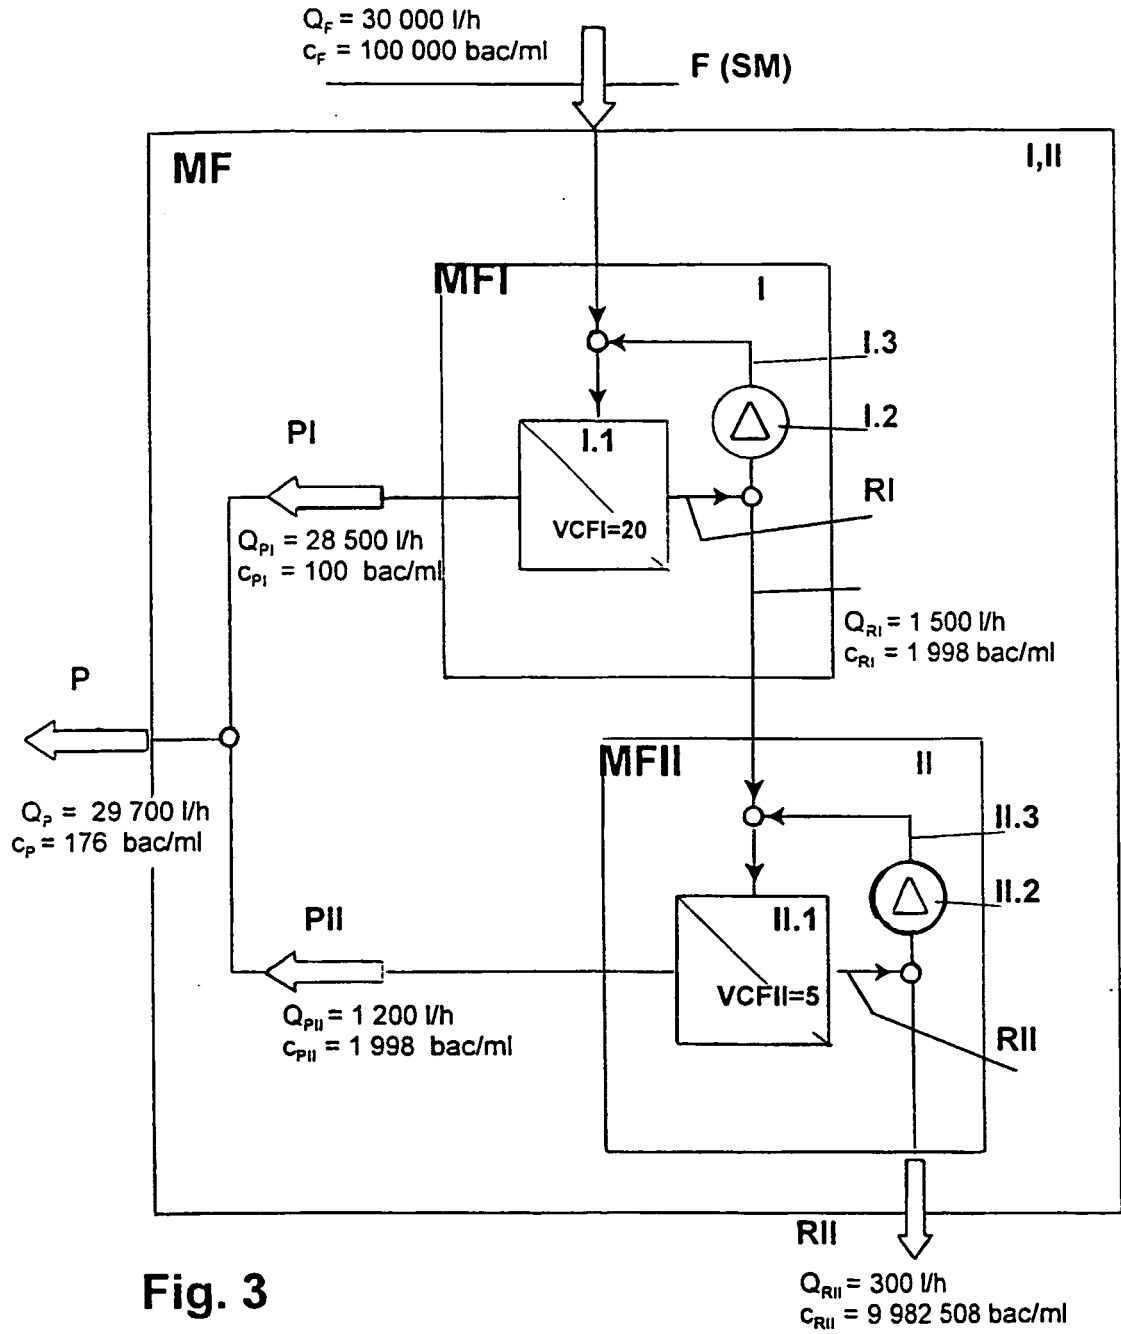 Q_F = 30 000 l/h
c_F = 100 000 bac/ml
F (SM)
MF
I,II
MFI
I
I.3
I.2
I.1
PI
RI
VCFI=20
Q_PI = 28 500 l/h
c_PI = 100 bac/ml
Q_RI = 1 500 l/h
c_RI = 1 998 bac/ml
P
MFII
II
Q_P = 29 700 l/h
c_P = 176 bac/ml
II.3
II.2
PII
II.1
VCFII=5
Q_PII = 1 200 l/h
c_PII = 1 998 bac/ml
RII
RII
Fig. 3
Q_RII = 300 l/h
c_RII = 9 982 508 bac/ml